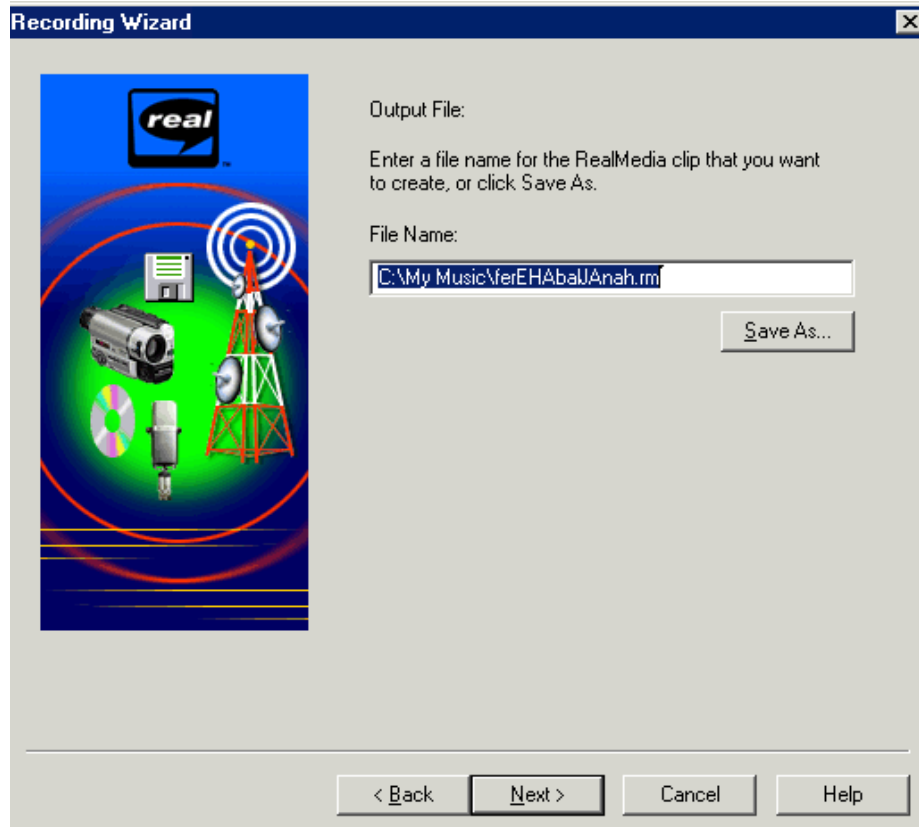 Recording Wizard
real
Output File:
Enter a file name for the RealMedia clip that you want
to create, or click Save As.
File Name:
C:\My Music\ferEHAbalJAnah.rm
Save As...
< Back
Next >
Cancel
Help